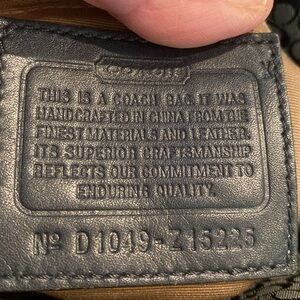 COACH
THIS IS A COACH BAG. IT WAS
HANDCRAFTED IN CHINA FROM THE
FINEST MATERIALS AND LEATHER.
ITS SUPERIOR CRAFTSMANSHIP
REFLECTS OUR COMMITMENT TO
ENDURING QUALITY.
Nº D1049-Z15225